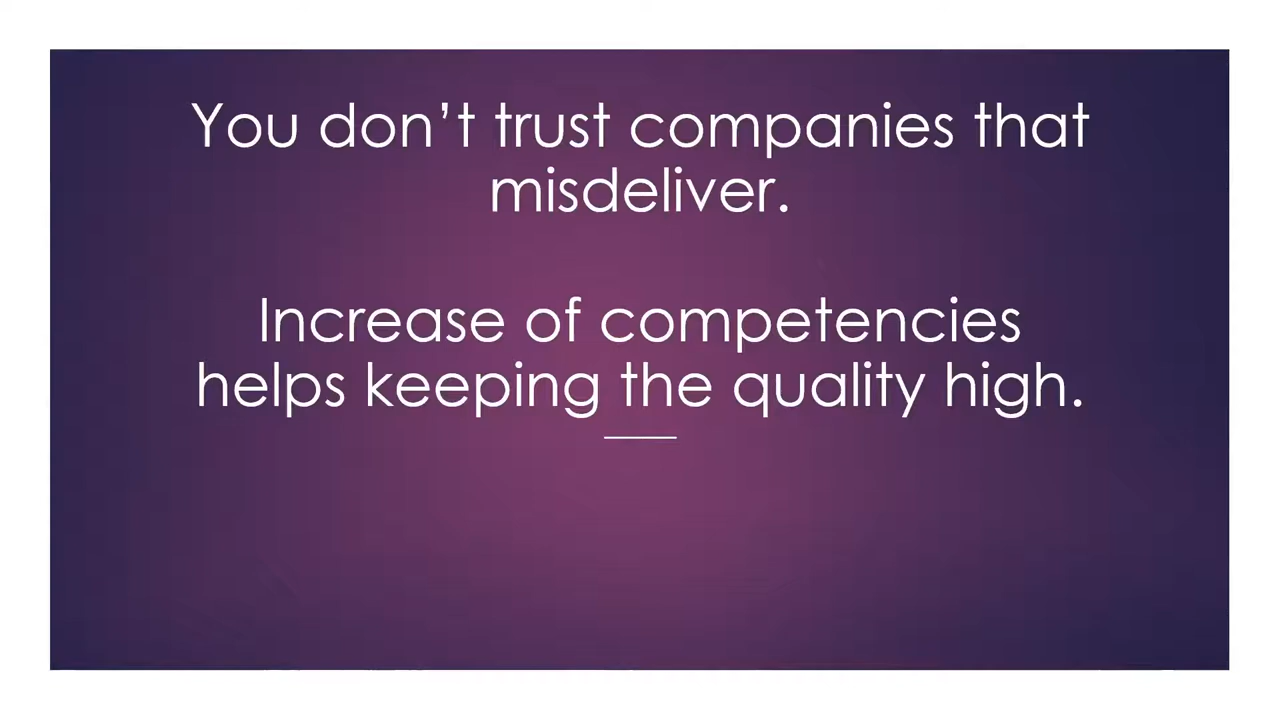 You don’t trust companies that
misdeliver.
Increase of competencies
helps keeping the quality high.